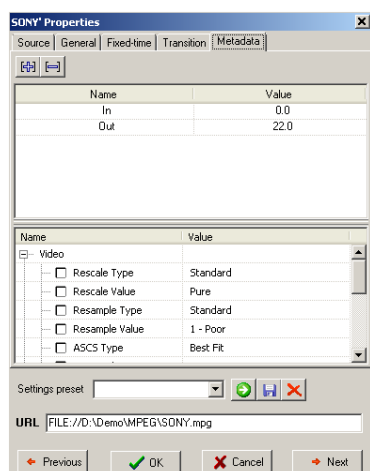 SONY' Properties
Source General Fixed-time Transition Metadata
Name Value
In 0.0
Out 22.0
Name Value
Video
Rescale Type Standard
Rescale Value Pure
Resample Type Standard
Resample Value 1 - Poor
ASCS Type Best Fit
Settings preset
URL FILE://D:\Demo\MPEG\SONY.mpg
Previous OK Cancel Next